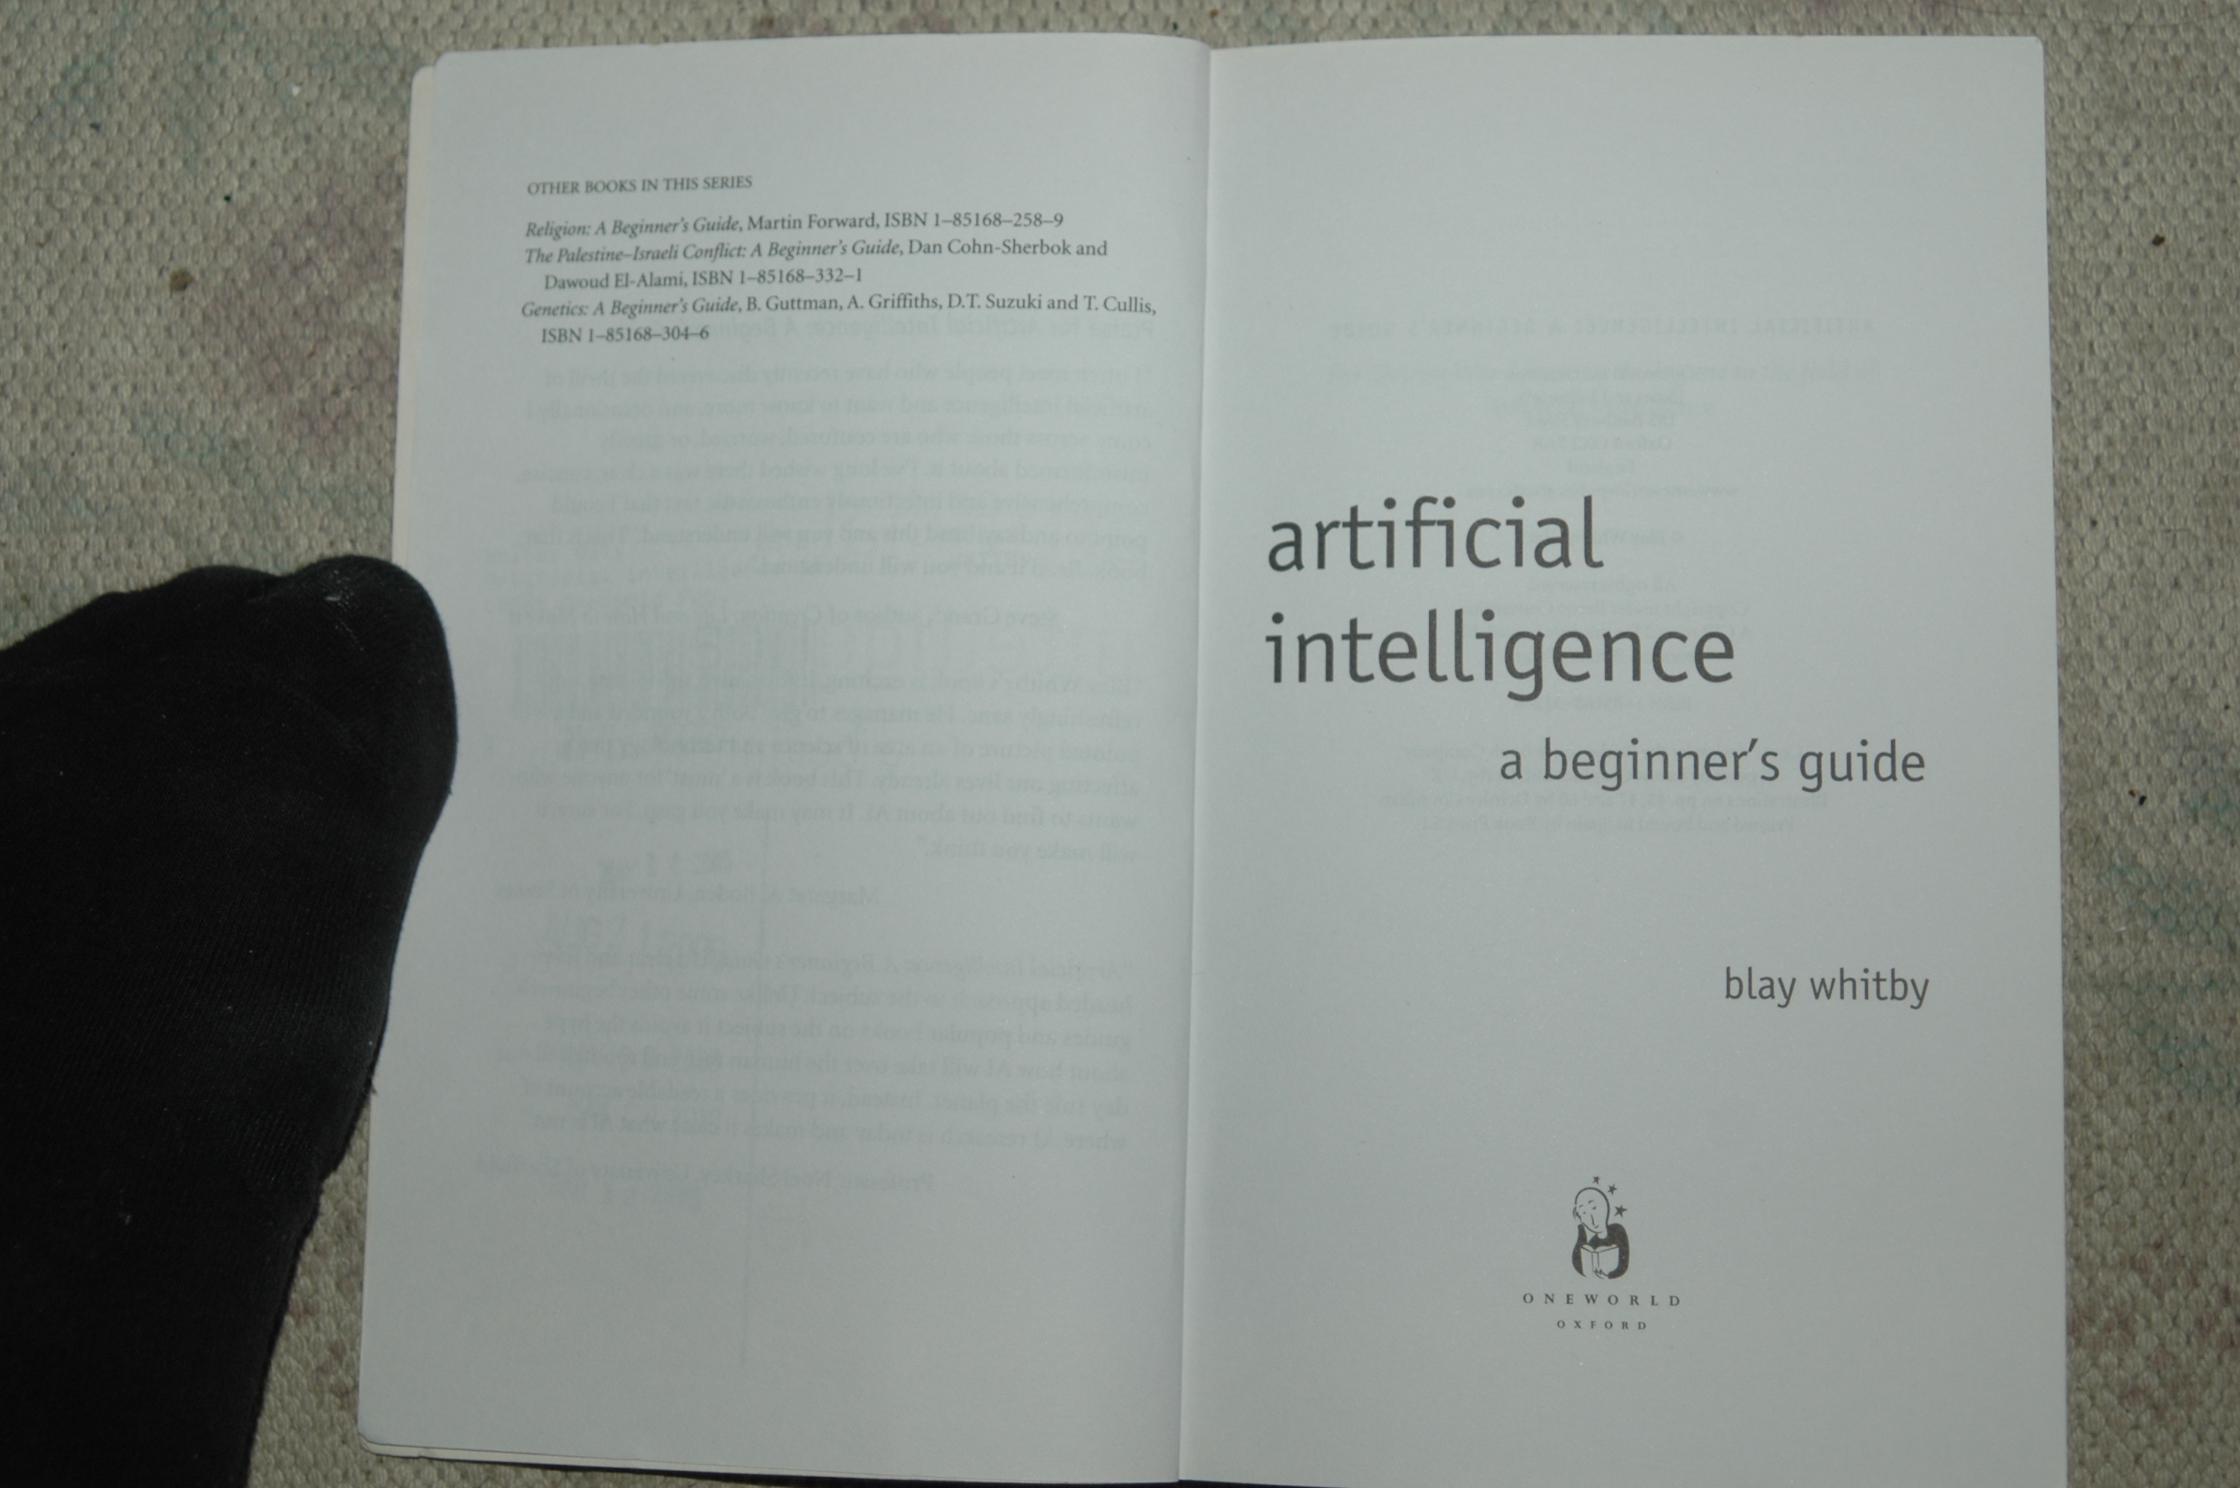 OTHER BOOKS IN THIS SERIES
Religion: A Beginner's Guide, Martin Forward, ISBN 1–85168–258–9
The Palestine–Israeli Conflict: A Beginner's Guide, Dan Cohn-Sherbok and
Dawoud El-Alami, ISBN 1–85168–332–1
Genetics: A Beginner's Guide, B. Guttman, A. Griffiths, D.T. Suzuki and T. Cullis,
ISBN 1–85168–304–6
artificial
intelligence
a beginner's guide
blay whitby
ONEWORLD
OXFORD